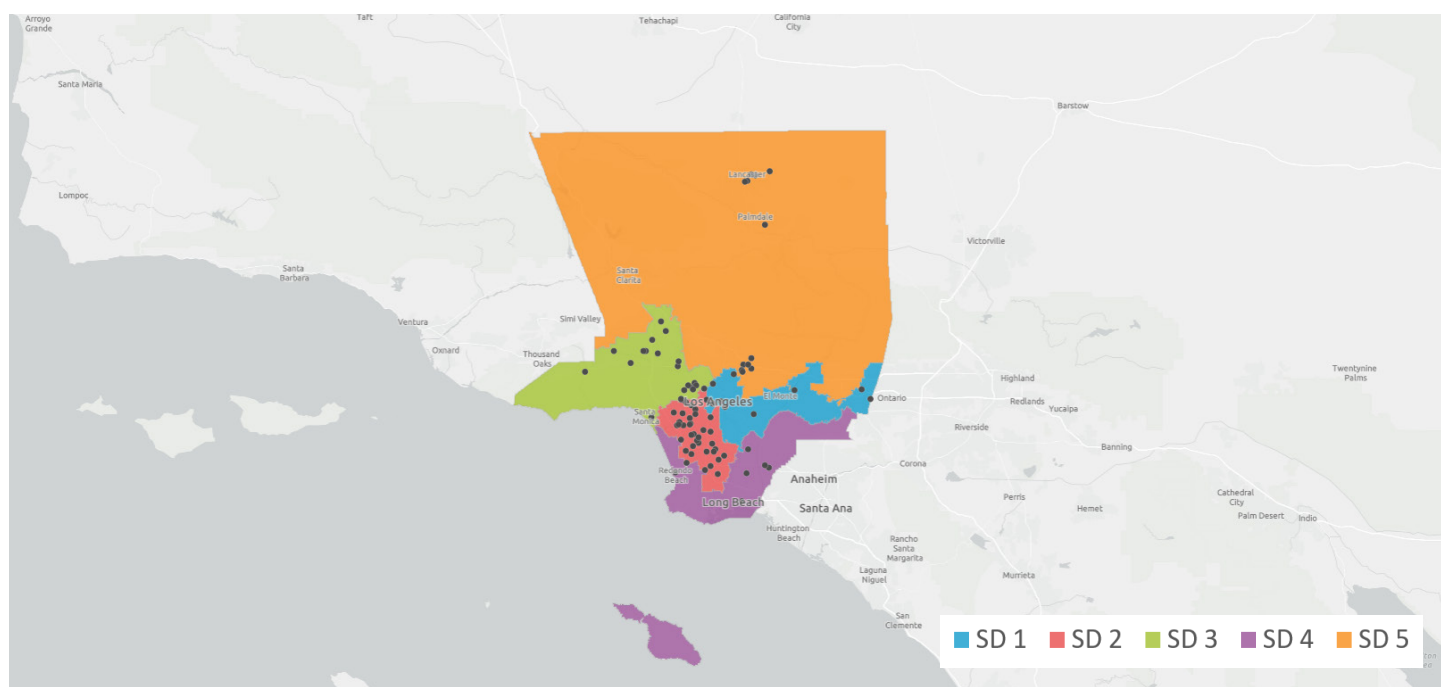 Arroyo
Grande
Taft
Tehachapi
California
City
Santa Maria
Barstow
Lompoc
Palmdale
Victorville
Santa
Barbara
Santa
Clarita
Ventura
Simi Valley
Oxnard
Thousand
Oaks
Twentynine
Palms
Highland
El Monte
Ontario
Redlands
Yucaipa
Los Angeles
Santa
Monica
Riverside
Banning
Corona
Redondo
Beach
Anaheim
Perris
Cathedral
City
Long Beach
Santa Ana
Hemet
Palm Desert
Indio
Huntington
Beach
Rancho
Santa
Margarita
Laguna
Niguel
Murrieta
San
Clemente
SD 1
SD 2
SD 3
SD 4
SD 5